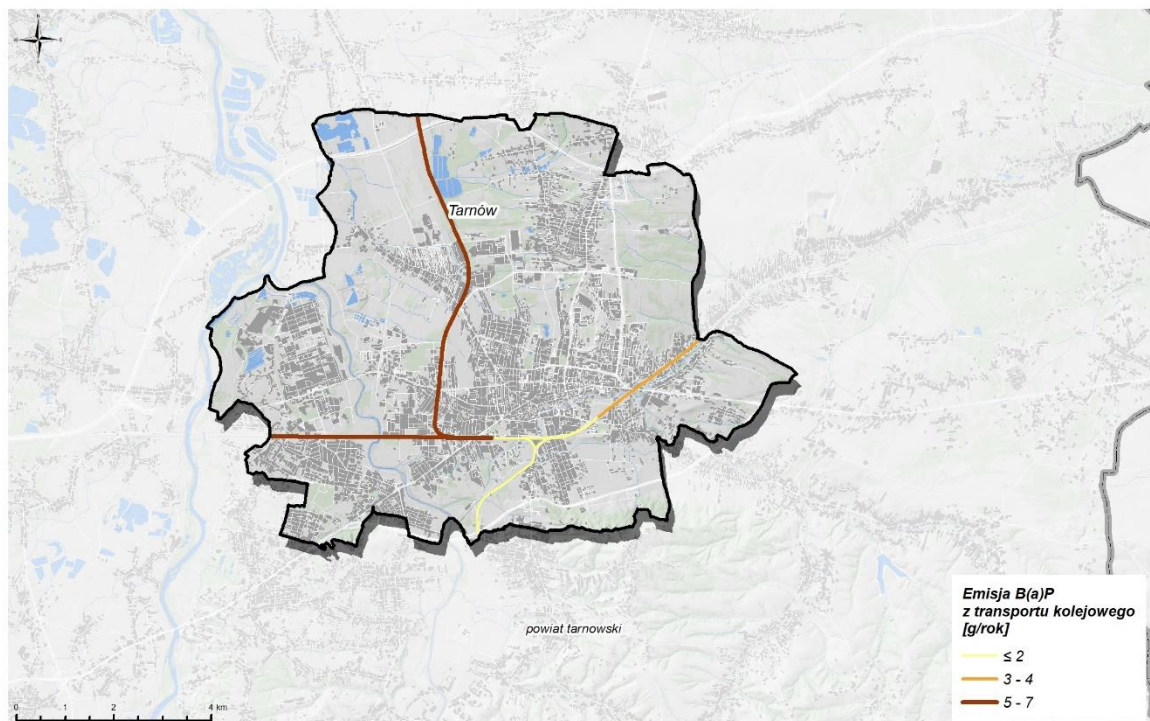 Tarnów
powiat tarnowski
Emisja B(a)P
z transportu kolejowego
[g/rok]
≤ 2
3 - 4
5 - 7
0 1 2 4 km